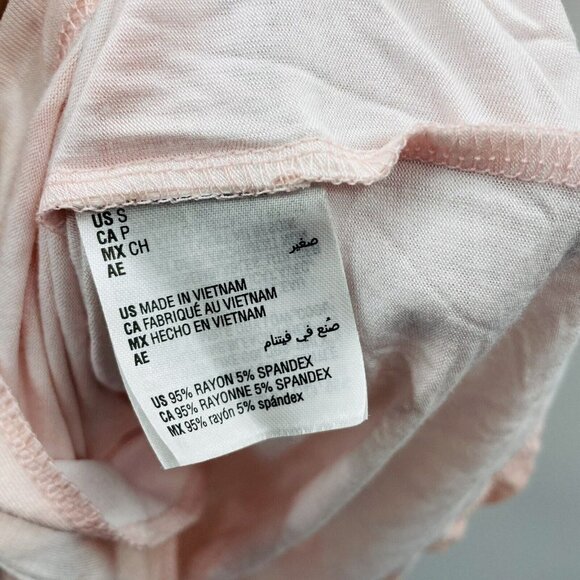 US S
CA P
MX CH
AE صغير
US MADE IN VIETNAM
CA FABRIQUÉ AU VIETNAM
MX HECHO EN VIETNAM
AE صُنع في فيتنام
US 95% RAYON 5% SPANDEX
CA 95% RAYONNE 5% SPANDEX
MX 95% rayón 5% spándex